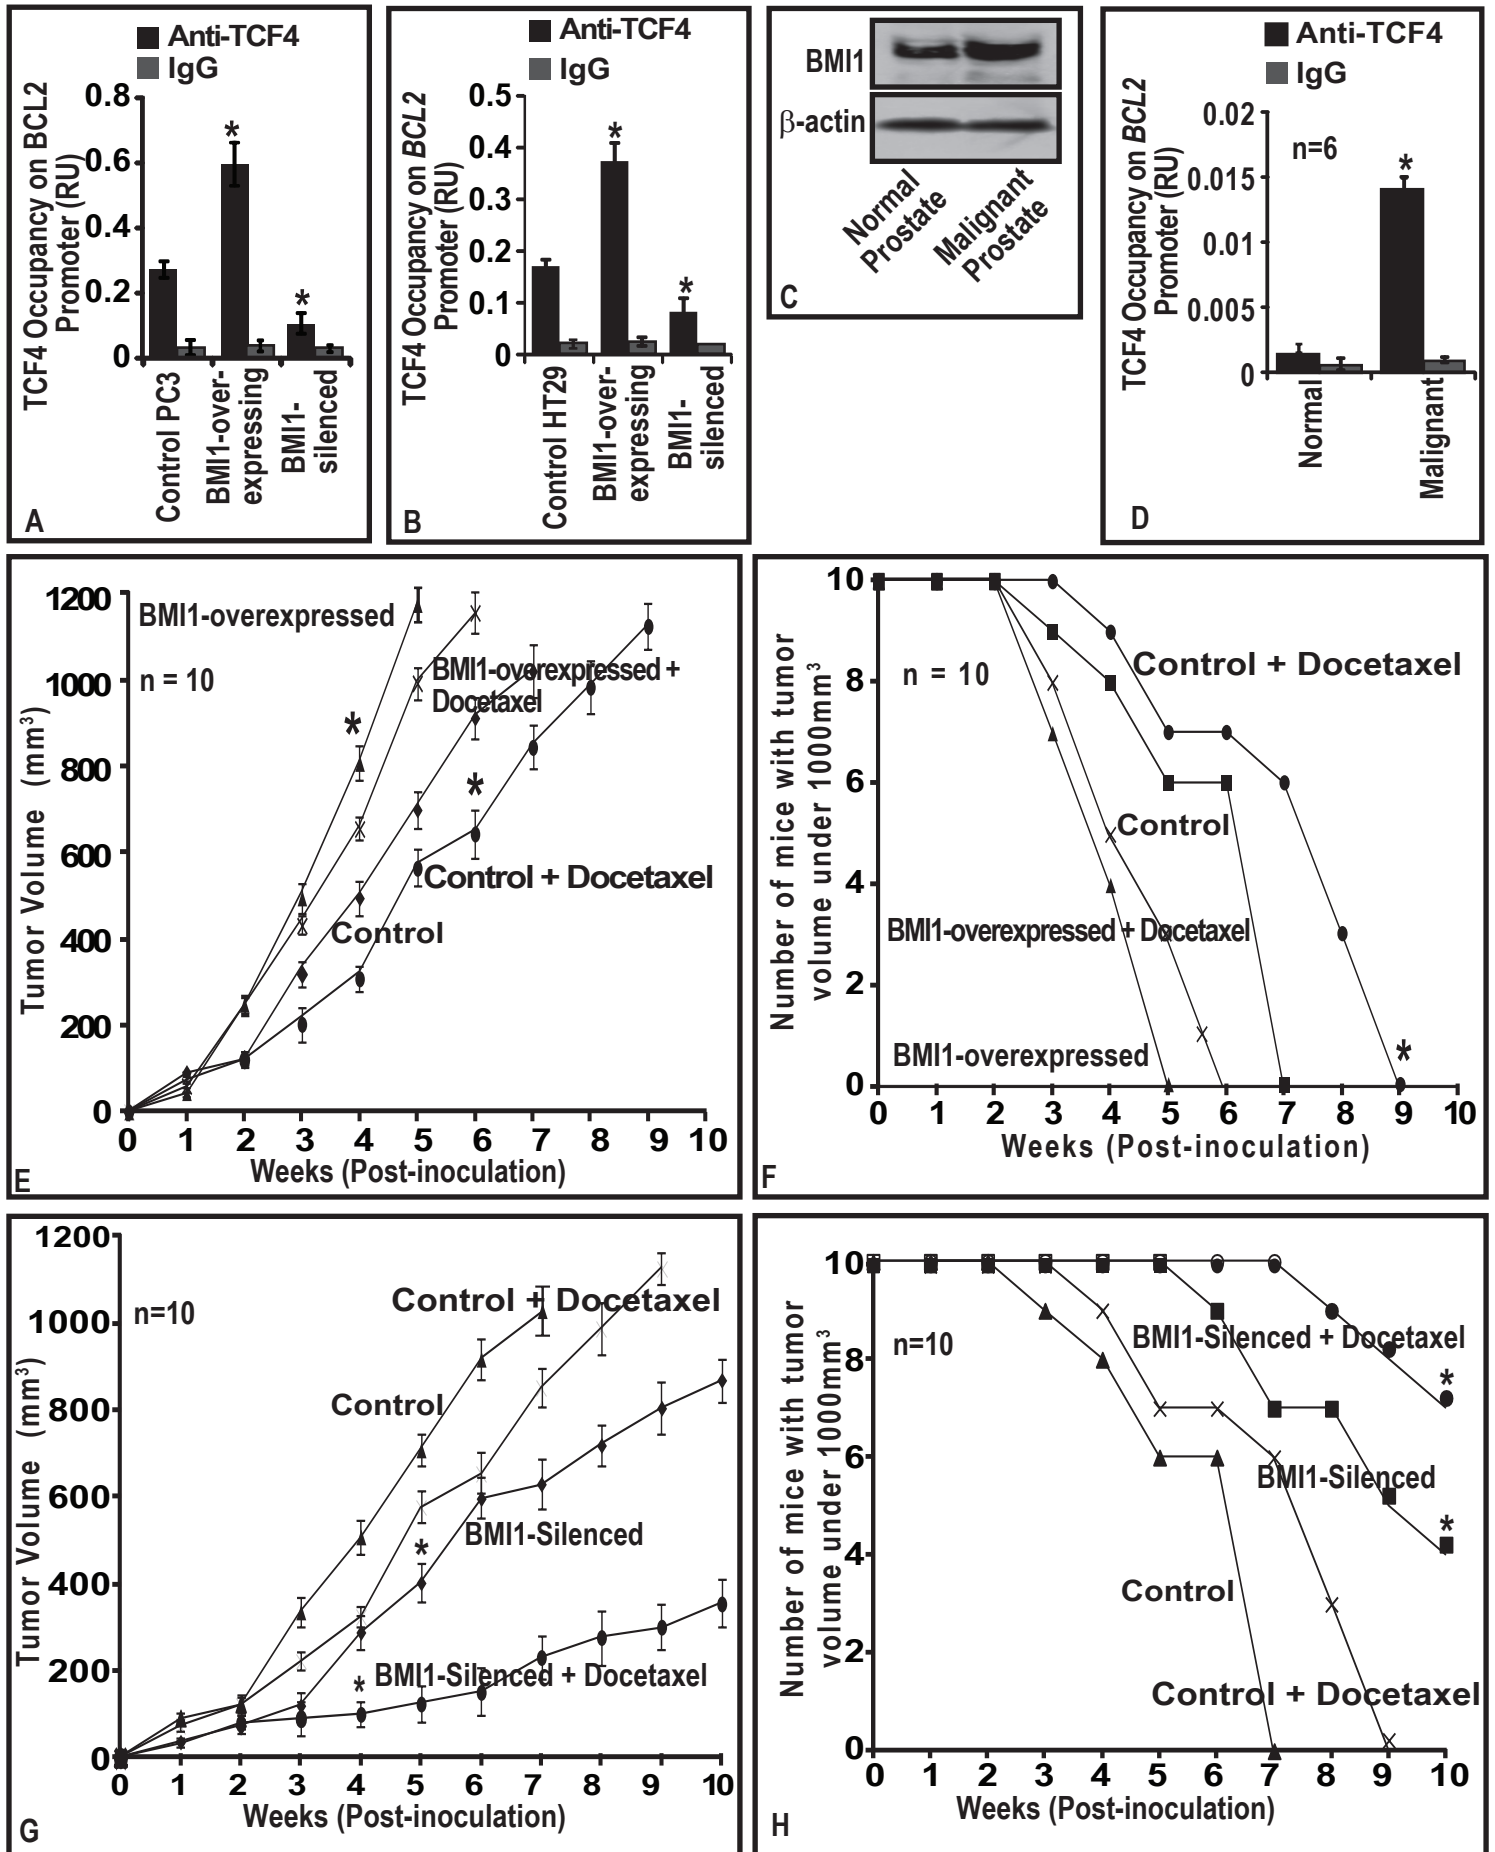 Anti-TCF4
IgG
TCF4 Occupancy on BCL2
Promoter (RU)
0.8
0.6
0.4
0.2
0
*
*
Control PC3
BMI1-over-
expressing
BMI1-
silenced
A
Anti-TCF4
IgG
TCF4 Occupancy on BCL2
Promoter (RU)
0.5
0.4
0.3
0.2
0.1
0
*
*
Control HT29
BMI1-over-
expressing
BMI1-
silenced
B
BMI1
β-actin
Normal
Prostate
Malignant
Prostate
C
Anti-TCF4
IgG
TCF4 Occupancy on BCL2
Promoter (RU)
0.02
0.015
0.01
0.005
0
n=6
*
Normal
Malignant
D
Tumor Volume (mm³)
1200
1000
800
600
400
200
0
BMI1-overexpressed
n = 10
BMI1-overexpressed +
Docetaxel
*
*
Control + Docetaxel
Control
0 1 2 3 4 5 6 7 8 9 10
Weeks (Post-inoculation)
E
Number of mice with tumor
volume under 1000mm³
10
8
6
4
2
0
n = 10
Control + Docetaxel
Control
BMI1-overexpressed + Docetaxel
BMI1-overexpressed
*
0 1 2 3 4 5 6 7 8 9 10
Weeks (Post-inoculation)
F
Tumor Volume (mm³)
1200
1000
800
600
400
200
0
n=10
Control + Docetaxel
Control
BMI1-Silenced
*
*
BMI1-Silenced + Docetaxel
0 1 2 3 4 5 6 7 8 9 10
Weeks (Post-inoculation)
G
Number of mice with tumor
volume under 1000mm³
10
8
6
4
2
0
n=10
BMI1-Silenced + Docetaxel
*
BMI1-Silenced
*
Control
Control + Docetaxel
0 1 2 3 4 5 6 7 8 9 10
Weeks (Post-inoculation)
H